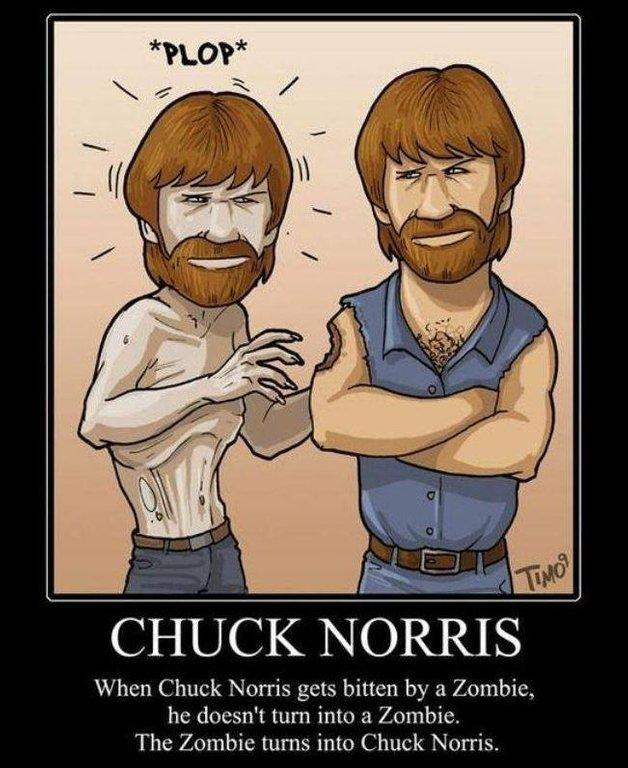 *PLOP*
TIMO9
CHUCK NORRIS
When Chuck Norris gets bitten by a Zombie,
he doesn't turn into a Zombie.
The Zombie turns into Chuck Norris.